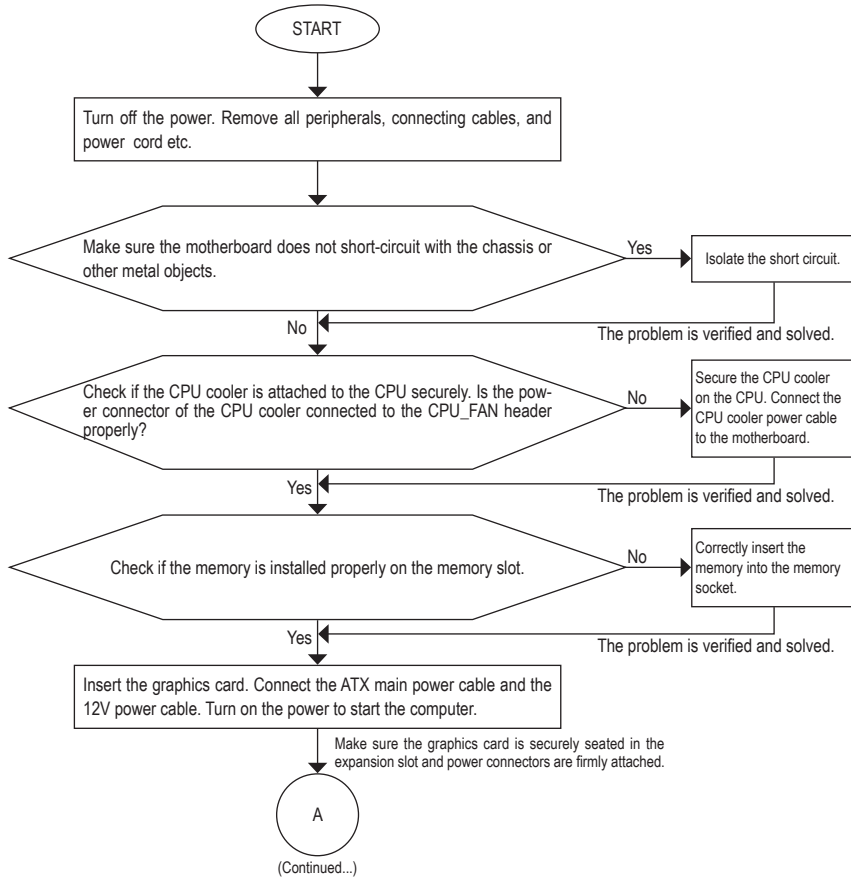 START
Turn off the power. Remove all peripherals, connecting cables, and
power cord etc.
Make sure the motherboard does not short-circuit with the chassis or
other metal objects.
Yes
Isolate the short circuit.
The problem is verified and solved.
No
Check if the CPU cooler is attached to the CPU securely. Is the pow-
er connector of the CPU cooler connected to the CPU_FAN header
properly?
No
Secure the CPU cooler
on the CPU. Connect the
CPU cooler power cable
to the motherboard.
The problem is verified and solved.
Yes
Check if the memory is installed properly on the memory slot.
No
Correctly insert the
memory into the memory
socket.
The problem is verified and solved.
Yes
Insert the graphics card. Connect the ATX main power cable and the
12V power cable. Turn on the power to start the computer.
Make sure the graphics card is securely seated in the
expansion slot and power connectors are firmly attached.
A
(Continued...)